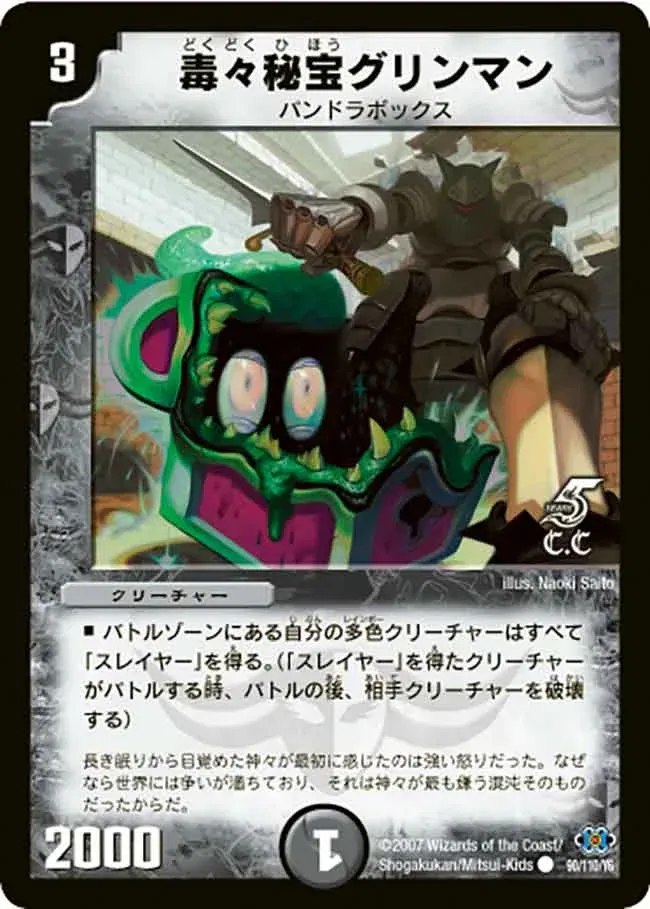 3
どくどくひほう
毒々秘宝グリンマン
パンドラボックス
5
YEARS
C.C
illus. Naoki Saito
クリーチャー
■ バトルゾーンにある自分の多色クリーチャーはすべて
「スレイヤー」を得る。(「スレイヤー」を得たクリーチャー
がバトルする時、バトルの後、相手クリーチャーを破壊
する)
長き眠りから目覚めた神々が最初に感じたのは強い怒りだった。なぜ
なら世界には争いが満ちており、それは神々が最も嫌う混沌そのもの
だったからだ。
2000
1
©2007 Wizards of the Coast/
Shogakukan/Mitsui-Kids ● 90/110/Y6